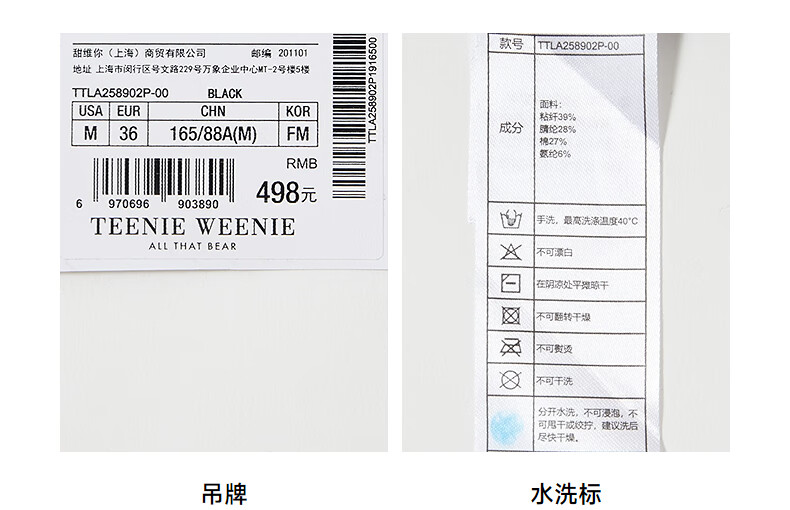 甜维你（上海）商贸有限公司 邮编 201101
地址 上海市闵行区号文路229号万象企业中心MT-2号楼5楼
TTLA258902P-00 BLACK
USA EUR CHN KOR
M 36 165/88A(M) FM
RMB
498元
6 970696 903890
TEENIE WEENIE
ALL THAT BEAR
TTLA258902P1916500
吊牌
款号 TTLA258902P-00
成分
面料：
粘纤39%
腈纶28%
棉27%
氨纶6%
手洗，最高洗涤温度40°C
不可漂白
在阴凉处平摊晾干
不可翻转干燥
不可熨烫
不可干洗
分开水洗，不可浸泡，不
可甩干或绞拧，建议洗后
尽快干燥。
水洗标